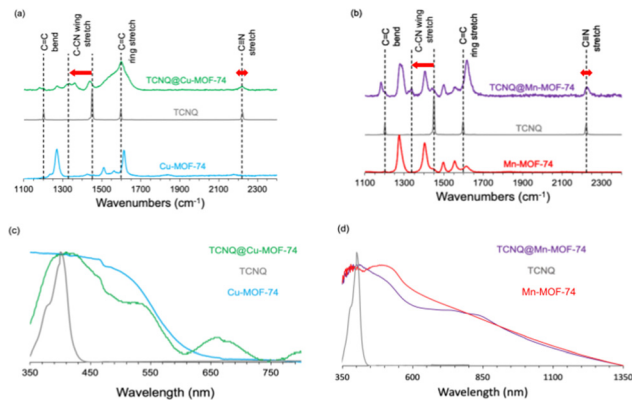 (a)
C=C
bend
C-CN wing
stretch
C=C
ring stretch
C≡N
stretch
TCNQ@Cu-MOF-74
TCNQ
Cu-MOF-74
1100 1300 1500 1700 1900 2100 2300
Wavenumbers (cm⁻¹)
(b)
C=C
bend
C-CN wing
stretch
C=C
ring stretch
C≡N
stretch
TCNQ@Mn-MOF-74
TCNQ
Mn-MOF-74
1100 1300 1500 1700 1900 2100 2300
Wavenumbers (cm⁻¹)
(c)
TCNQ@Cu-MOF-74
TCNQ
Cu-MOF-74
350 450 550 650 750
Wavelength (nm)
(d)
TCNQ@Mn-MOF-74
TCNQ
Mn-MOF-74
350 600 850 1100 1350
Wavelength (nm)